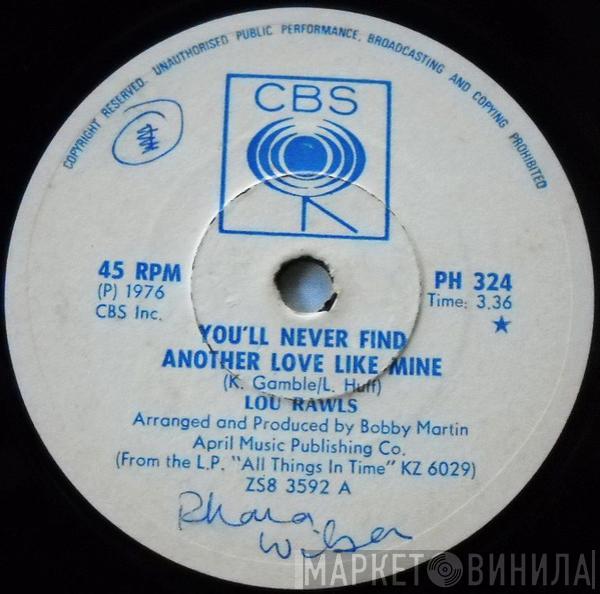 COPYRIGHT RESERVED. UNAUTHORISED PUBLIC PERFORMANCE, BROADCASTING AND COPYING PROHIBITED
CBS
45 RPM
(P) 1976
CBS Inc.
PH 324
Time: 3.36
YOU'LL NEVER FIND
ANOTHER LOVE LIKE MINE
(K. Gamble/L. Huff)
LOU RAWLS
Arranged and Produced by Bobby Martin
April Music Publishing Co.
(From the L.P. "All Things In Time" KZ 6029)
ZS8 3592 A
Wilson
МАРКЕТ ВИНИЛА